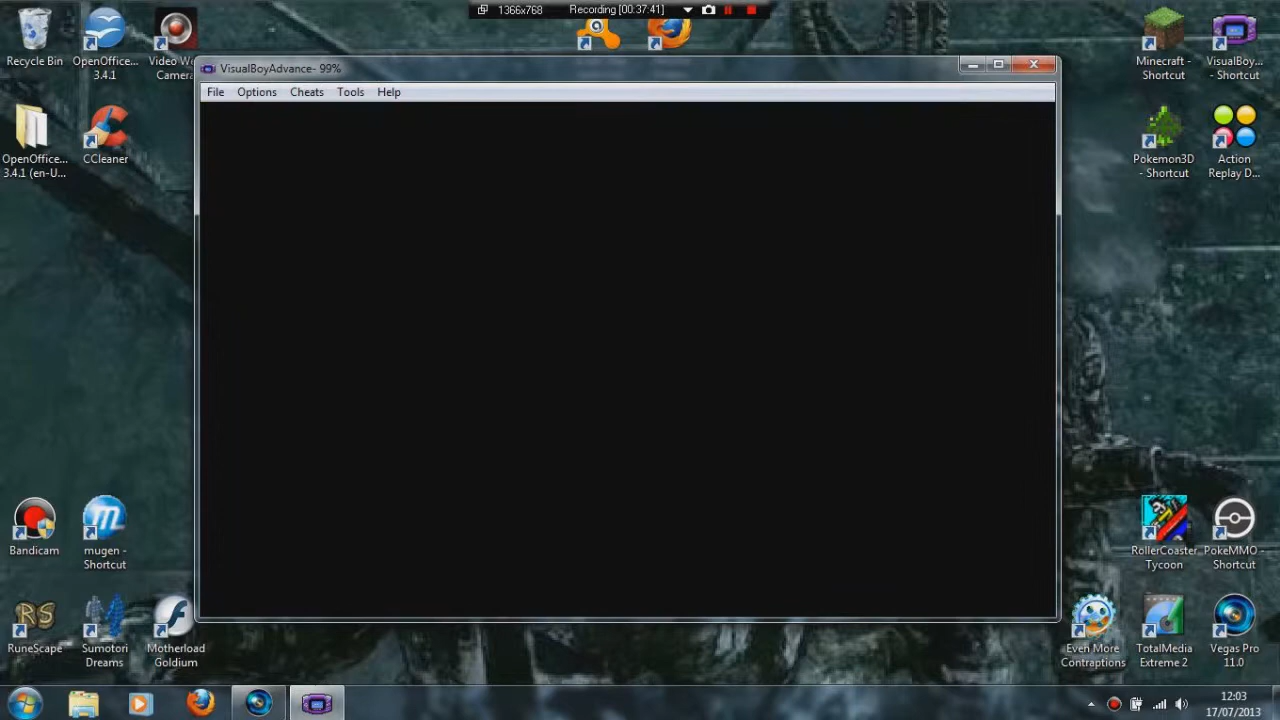 1366x768 Recording [00:37:41]
Recycle Bin
OpenOffice...
3.4.1
Video We
Camera
Minecraft -
Shortcut
VisualBoy...
- Shortcut
VisualBoyAdvance- 99%
File Options Cheats Tools Help
OpenOffice...
3.4.1 (en-U...
CCleaner
Pokemon3D
- Shortcut
Action
Replay D...
Bandicam
mugen -
Shortcut
RollerCoaster
Tycoon
PokeMMO -
Shortcut
RS
RuneScape
Sumotori
Dreams
Motherload
Goldium
Even More
Contraptions
TotalMedia
Extreme 2
Vegas Pro
11.0
12:03
17/07/2013